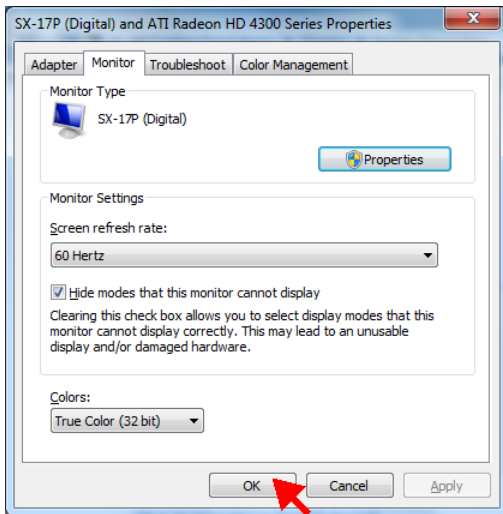 SX-17P (Digital) and ATI Radeon HD 4300 Series Properties
Adapter Monitor Troubleshoot Color Management
Monitor Type
SX-17P (Digital)
Properties
Monitor Settings
Screen refresh rate:
60 Hertz
Hide modes that this monitor cannot display
Clearing this check box allows you to select display modes that this
monitor cannot display correctly. This may lead to an unusable
display and/or damaged hardware.
Colors:
True Color (32 bit)
OK Cancel Apply